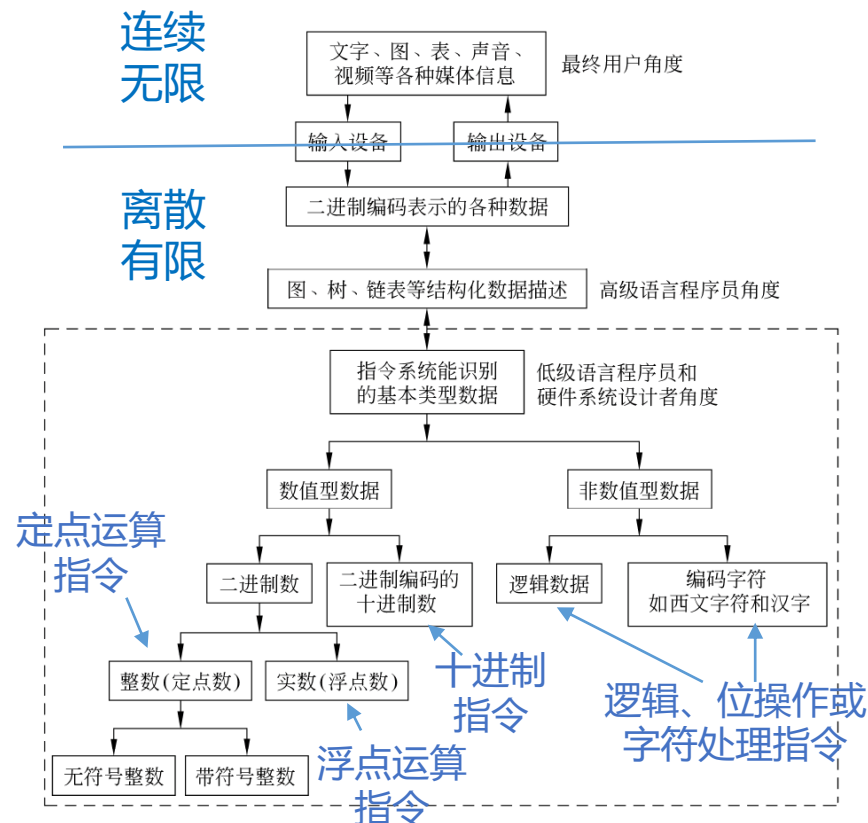 连续
无限
文字、图、表、声音、
视频等各种媒体信息
最终用户角度
输入设备
输出设备
离散
有限
二进制编码表示的各种数据
图、树、链表等结构化数据描述
高级语言程序员角度
指令系统能识别
的基本类型数据
低级语言程序员和
硬件系统设计者角度
数值型数据
非数值型数据
定点运算
指令
二进制数
二进制编码的
十进制数
逻辑数据
编码字符
如西文字符和汉字
整数(定点数)
实数(浮点数)
十进制
指令
逻辑、位操作或
字符处理指令
无符号整数
带符号整数
浮点运算
指令